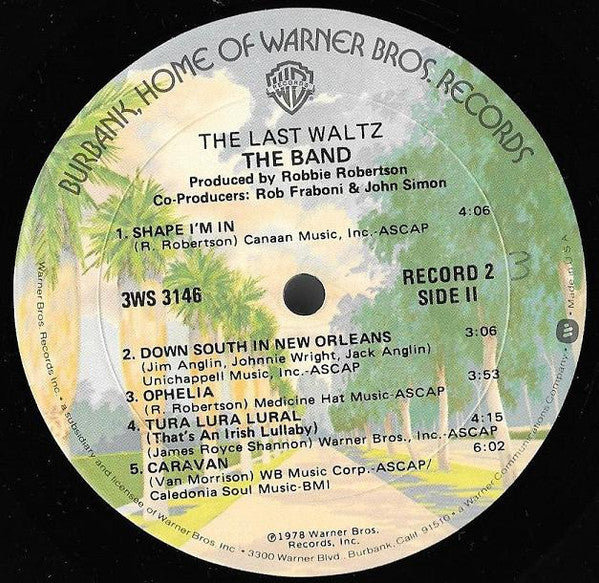 BURBANK, HOME OF WARNER BROS. RECORDS
RECORDS
THE LAST WALTZ
THE BAND
Produced by Robbie Robertson
Co-Producers: Rob Fraboni & John Simon
1. SHAPE I'M IN 4:06
(R. Robertson) Canaan Music, Inc.-ASCAP
3WS 3146
RECORD 2
SIDE II
3
2. DOWN SOUTH IN NEW ORLEANS 3:06
(Jim Anglin, Johnnie Wright, Jack Anglin)
Unichappell Music, Inc.-ASCAP
3. OPHELIA 3:53
(R. Robertson) Medicine Hat Music-ASCAP
4. TURA LURA LURAL 4:15
(That's An Irish Lullaby)
(James Royce Shannon) Warner Bros., Inc.-ASCAP
5. CARAVAN 6:02
(Van Morrison) WB Music Corp.-ASCAP/
Caledonia Soul Music-BMI
℗©1978 Warner Bros.
Records, Inc.
Warner Bros. Records Inc. • a subsidiary and licensee of Warner Bros. Inc. • 3300 Warner Blvd., Burbank, Calif. 91510 • a Warner Communications Company • Made in U.S.A.